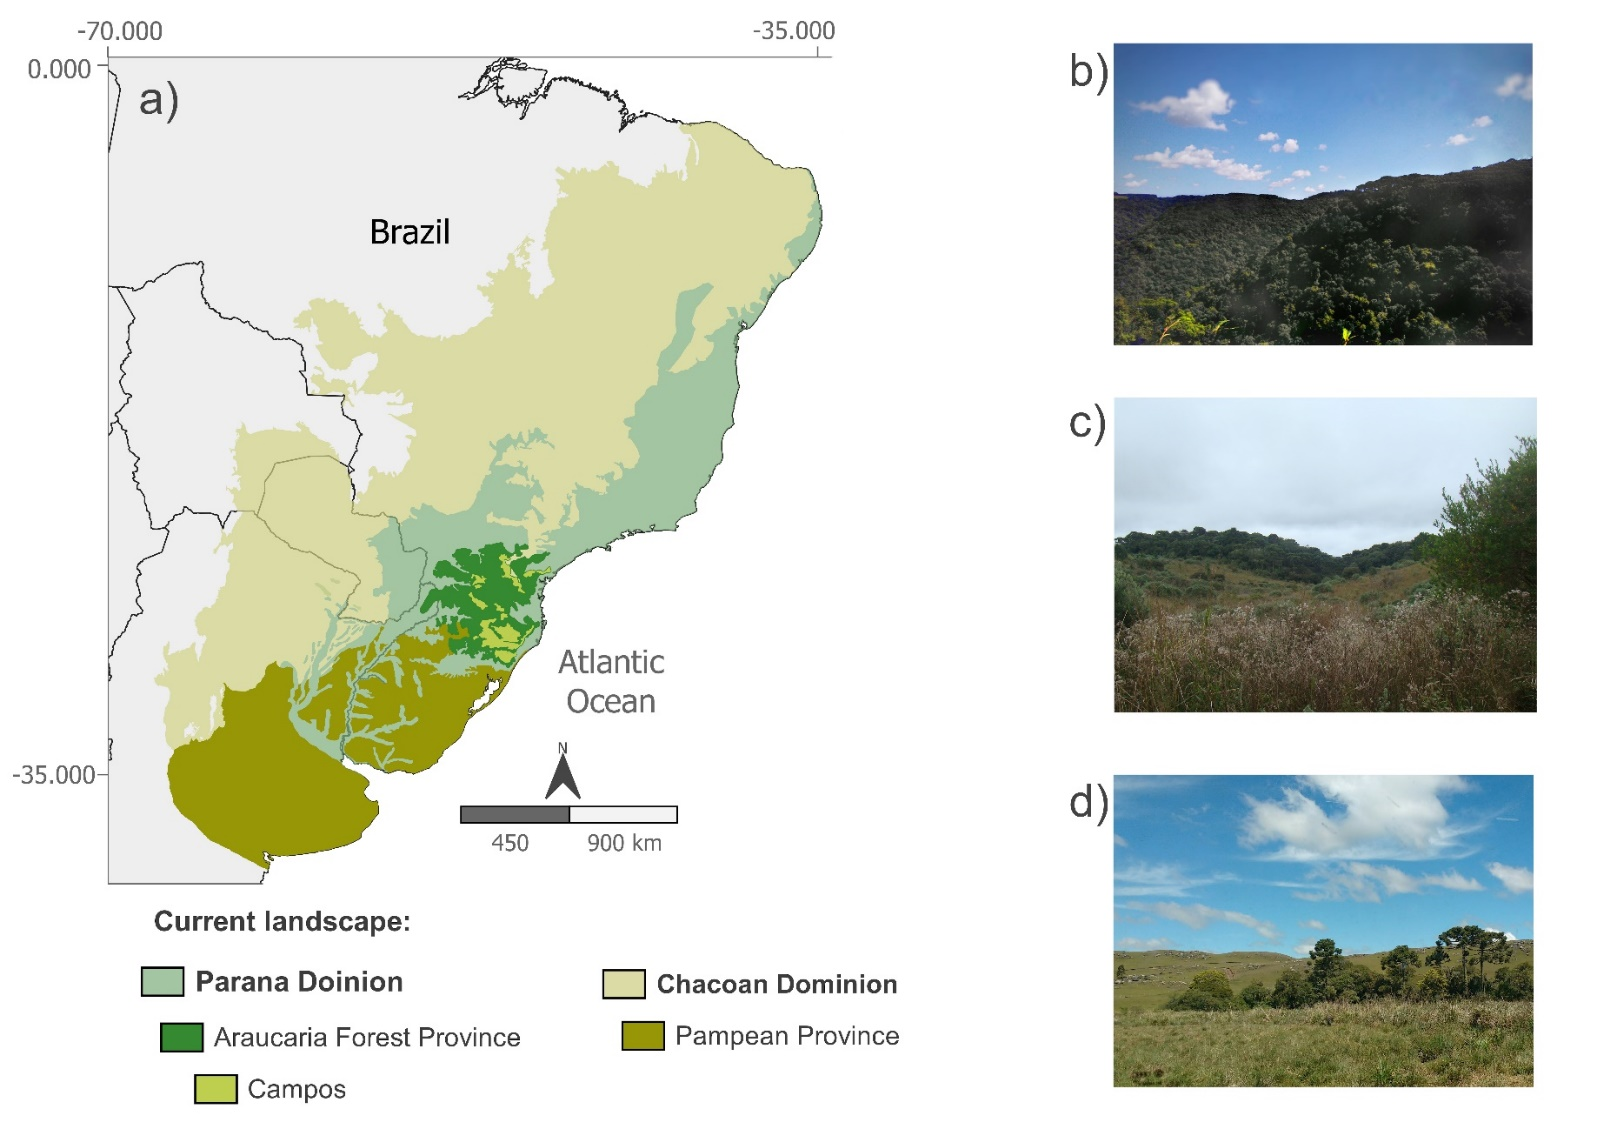 -70.000
-35.000
0.000
a)
Brazil
Atlantic
Ocean
-35.000
N
450
900 km
Current landscape:
Parana Doinion
Chacoan Dominion
Araucaria Forest Province
Pampean Province
Campos
b)
c)
d)